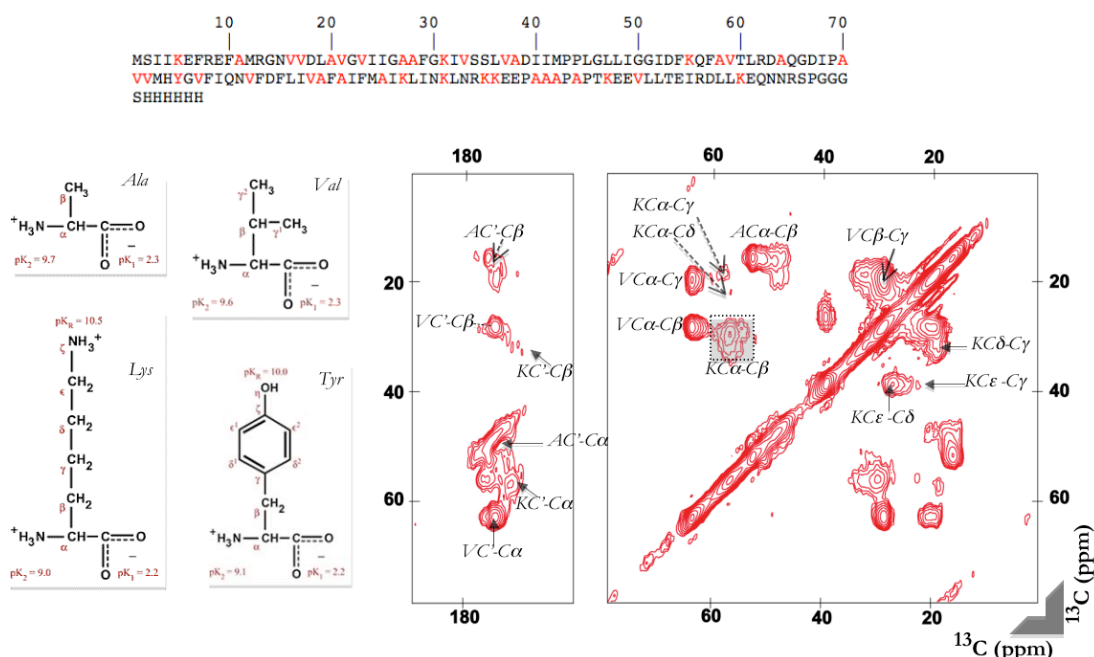 10 20 30 40 50 60 70
MSIIKEFREFAMRGNVVDLAVGVIIGAAFGKIVSSLVADIIMPPLGLLIGGIDFKQFAVTLRDAQGDIPA
VVMHYGVFIQNVFDFLIVAFAIFMAIKLINKLNRKKEEPAAAPAPTKEEVLLTEIRDLLKEQNNRSPGGG
SHHHHHH
Ala
β CH₃
⁺H₃N—CH—C O
α
O −
pK₂ = 9.7 pK₁ = 2.3
Val
γ² CH₃
β CH—CH₃
γ¹
⁺H₃N—CH—C O
α
O −
pK₂ = 9.6 pK₁ = 2.3
pK_R = 10.5
ζ NH₃⁺
Lys
ε CH₂
δ CH₂
γ CH₂
β CH₂
⁺H₃N—CH—C O
α
O −
pK₂ = 9.0 pK₁ = 2.2
Tyr
pK_R = 10.0
OH
η
ζ
ε¹ ε²
δ¹ δ²
γ
β CH₂
⁺H₃N—CH—C O
α
O −
pK₂ = 9.1 pK₁ = 2.2
180
AC'-Cβ
20
VC'-Cβ
KC'-Cβ
40
AC'-Cα
60
KC'-Cα
VC'-Cα
180
60 40 20
KCα-Cγ
KCα-Cδ
ACα-Cβ
VCβ-Cγ
VCα-Cγ
20
VCα-Cβ
KCα-Cβ
KCδ-Cγ
KCε-Cγ
40
KCε-Cδ
60
60 40 20
¹³C (ppm)
¹³C (ppm)